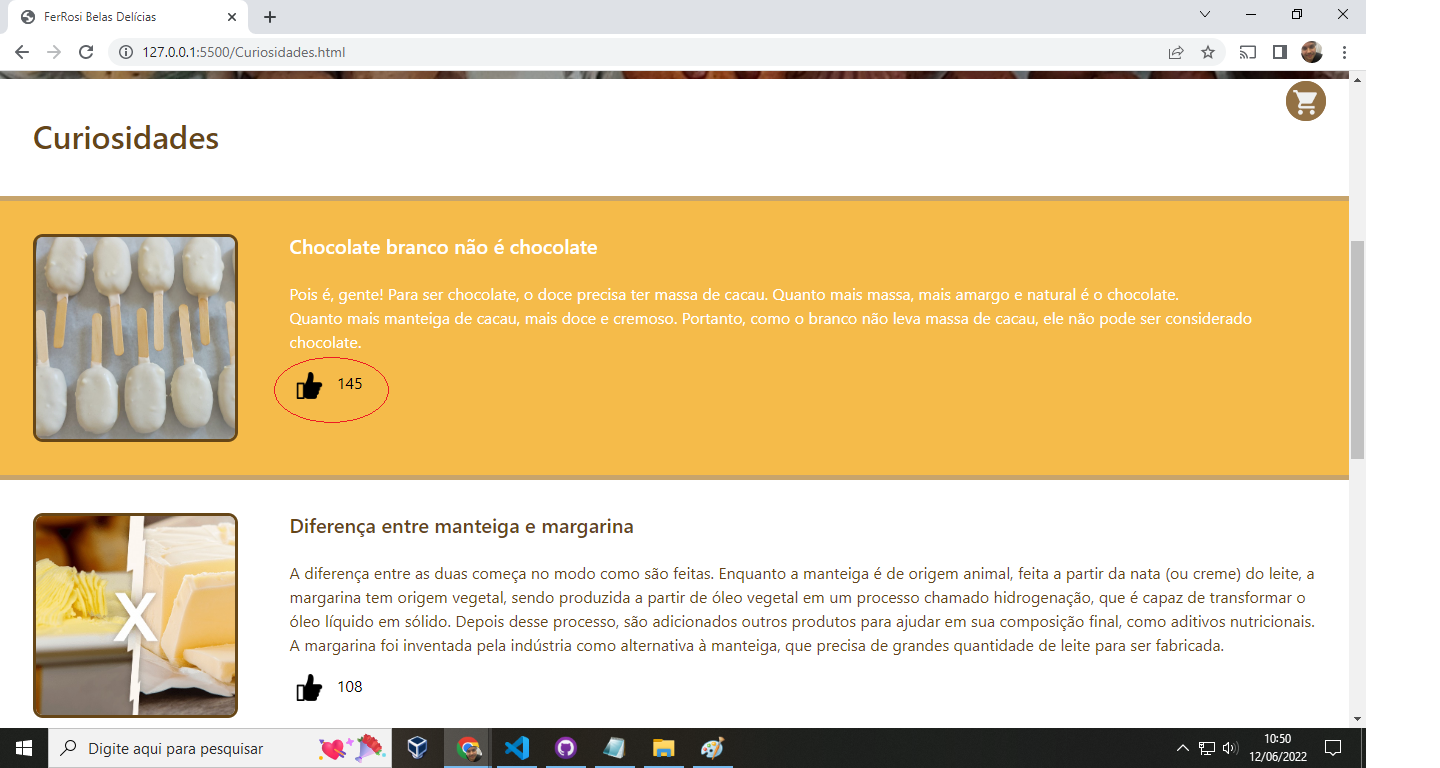 FerRosi Belas Delícias
127.0.0.1:5500/Curiosidades.html
Curiosidades
Chocolate branco não é chocolate
Pois é, gente! Para ser chocolate, o doce precisa ter massa de cacau. Quanto mais massa, mais amargo e natural é o chocolate.
Quanto mais manteiga de cacau, mais doce e cremoso. Portanto, como o branco não leva massa de cacau, ele não pode ser considerado
chocolate.
145
X
Diferença entre manteiga e margarina
A diferença entre as duas começa no modo como são feitas. Enquanto a manteiga é de origem animal, feita a partir da nata (ou creme) do leite, a
margarina tem origem vegetal, sendo produzida a partir de óleo vegetal em um processo chamado hidrogenação, que é capaz de transformar o
óleo líquido em sólido. Depois desse processo, são adicionados outros produtos para ajudar em sua composição final, como aditivos nutricionais.
A margarina foi inventada pela indústria como alternativa à manteiga, que precisa de grandes quantidade de leite para ser fabricada.
108
Digite aqui para pesquisar
10:50
12/06/2022